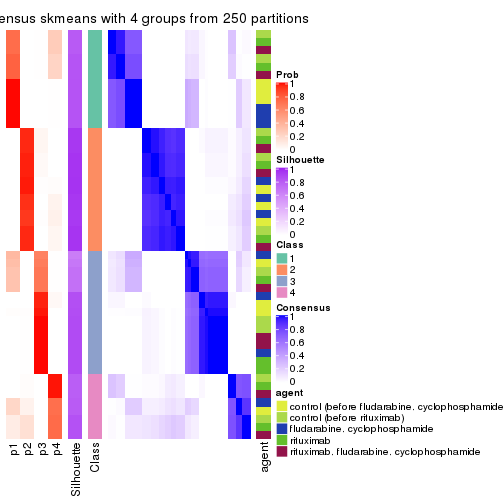 ensus skmeans with 4 groups from 250 partitions
Prob
1
0.8
0.6
0.4
0.2
0
Silhouette
1
0.8
0.6
0.4
0.2
0
Class
1
2
3
4
Consensus
1
0.8
0.6
0.4
0.2
0
agent
control (before fludarabine. cyclophosphamide
control (before rituximab)
fludarabine. cyclophosphamide
rituximab
rituximab. fludarabine. cyclophosphamide
p1
p2
p3
p4
Silhouette
Class
agent